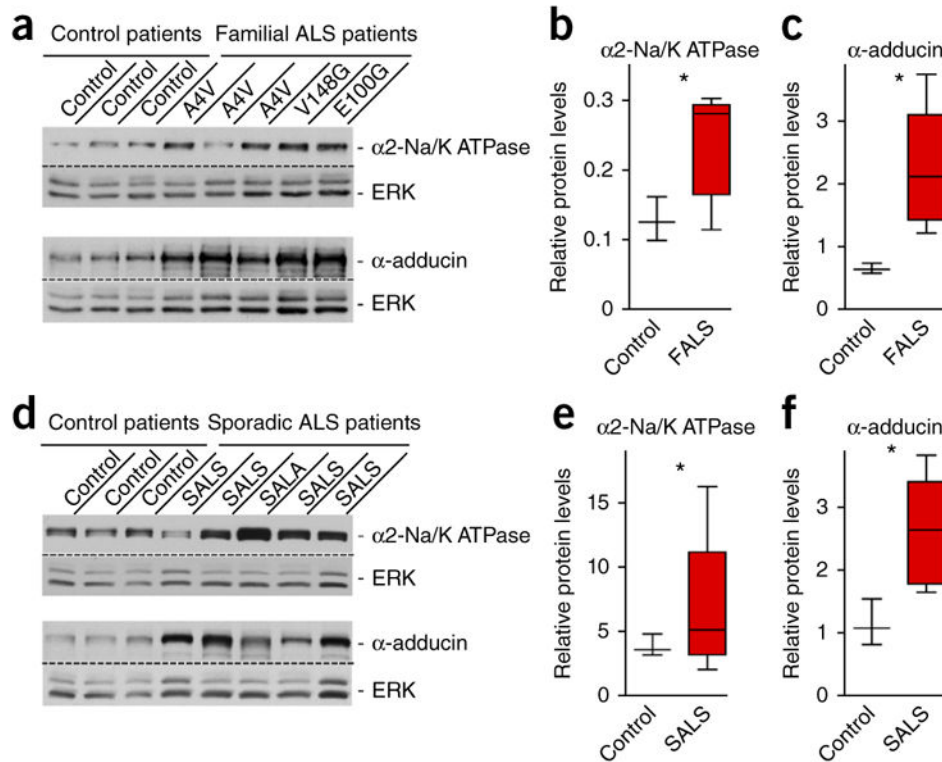 a
Control patients Familial ALS patients
Control Control Control A4V A4V A4V V148G E100G
α2-Na/K ATPase
ERK
α-adducin
ERK
b
α2-Na/K ATPase
Relative protein levels
*
0.3
0.2
0.1
0
Control FALS
c
α-adducin
Relative protein levels
*
3
2
1
0
Control FALS
d
Control patients Sporadic ALS patients
Control Control Control SALS SALS SALA SALS SALS
α2-Na/K ATPase
ERK
α-adducin
ERK
e
α2-Na/K ATPase
Relative protein levels
*
15
10
5
0
Control SALS
f
α-adducin
Relative protein levels
*
3
2
1
0
Control SALS